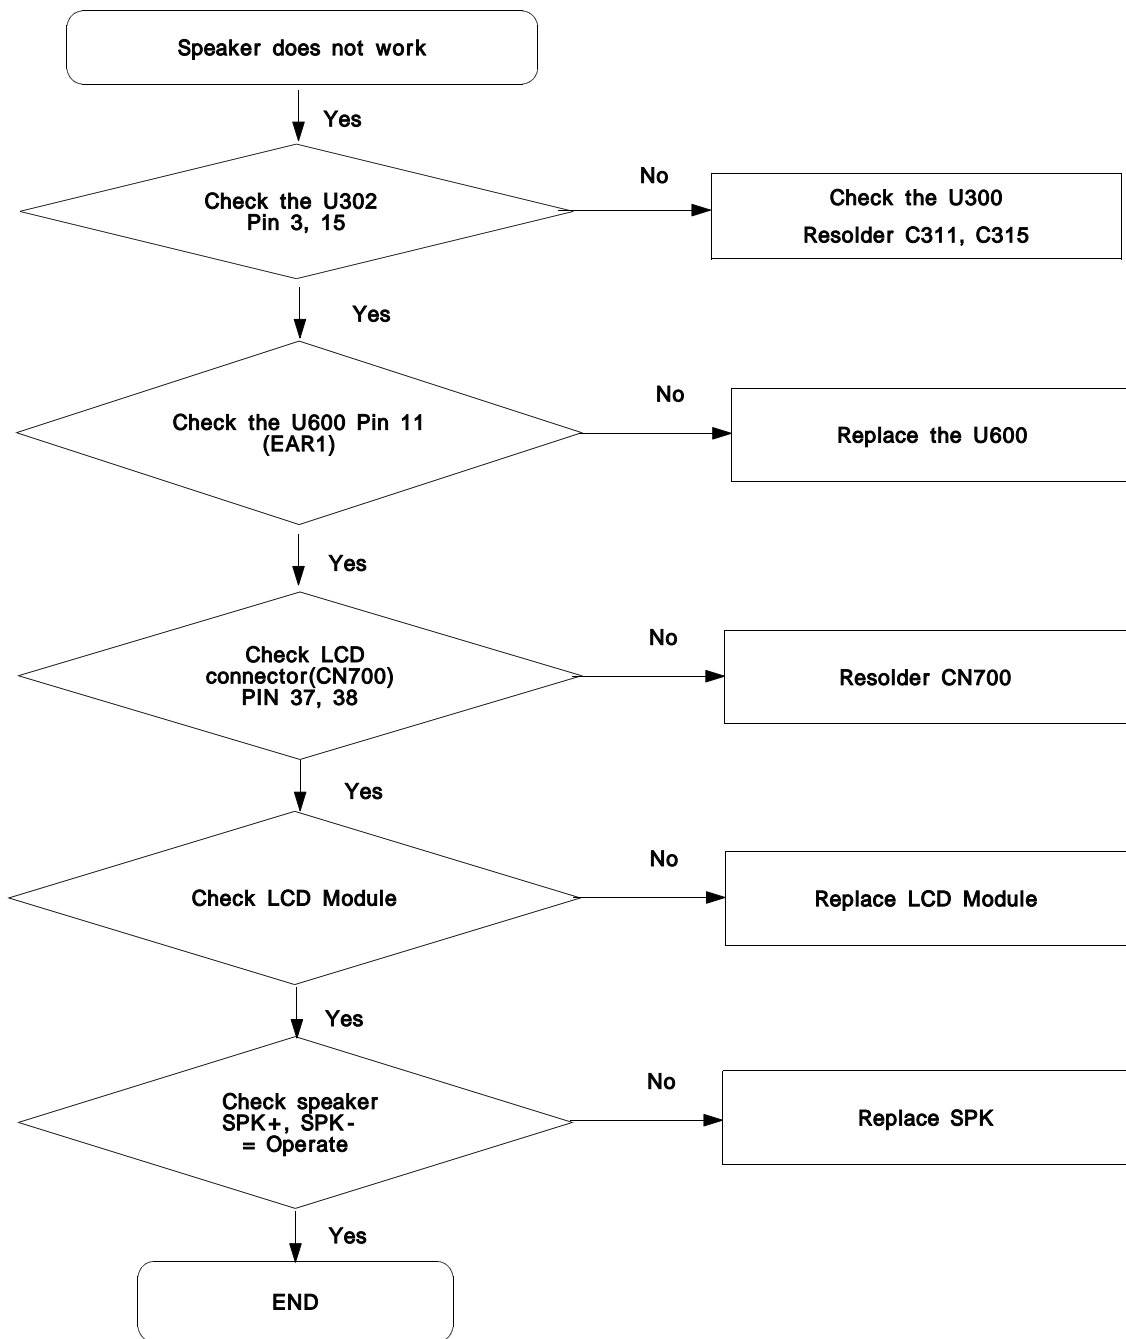 Speaker does not work
Yes
Check the U302
Pin 3, 15
No
Check the U300
Resolder C311, C315
Yes
Check the U600 Pin 11
(EAR1)
No
Replace the U600
Yes
Check LCD
connector(CN700)
PIN 37, 38
No
Resolder CN700
Yes
Check LCD Module
No
Replace LCD Module
Yes
Check speaker
SPK+, SPK-
= Operate
No
Replace SPK
Yes
END